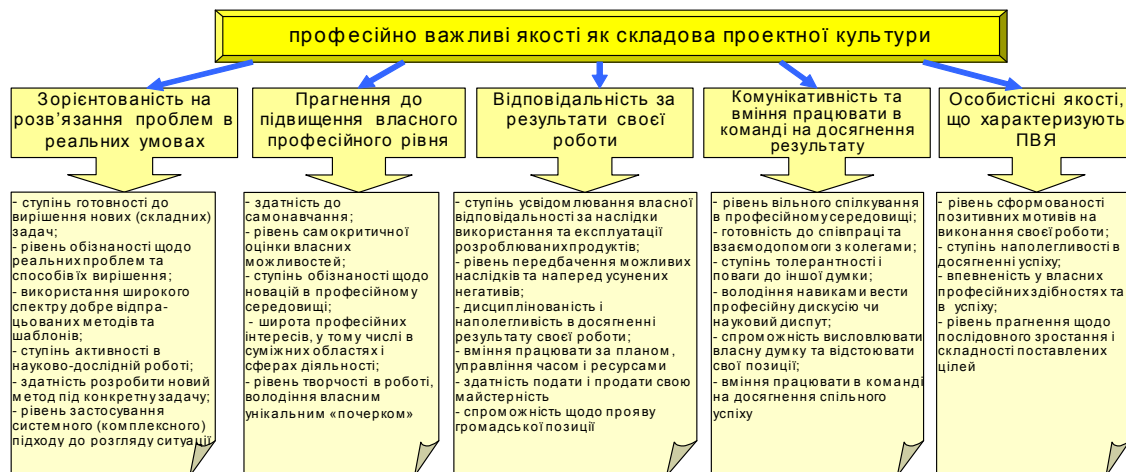 професійно важливі якості як складова проектної культури
Зорієнтованість на
розв’язання проблем в
реальних умовах
Прагнення до
підвищення власного
професійного рівня
Відповідальність за
результати своєї
роботи
Комунікативність та
вміння працювати в
команді на досягнення
результату
Особистісні якості,
що характеризують
ПВЯ
- ступінь готовності до
вирішення нових (складних)
задач;
- рівень обізнаності щодо
реальних проблем та
способів їх вирішення;
- використання широкого
спектру добре відпра-
цьованих методів та
шаблонів;
- ступінь активності в
науково-дослідній роботі;
- здатність розробити новий
метод під конкретну задачу;
- рівень застосування
системного (комплексного)
підходу до розгляду ситуації
- здатність до
самонавчання;
- рівень самокритичної
оцінки власних
можливостей;
- ступінь обізнаності щодо
новацій в професійному
середовищі;
- широта професійних
інтересів, у тому числі в
суміжних областях і
сферах діяльності;
- рівень творчості в роботі,
володіння власним
унікальним «почерком»
- ступінь усвідомлювання власної
відповідальності за наслідки
використання та експлуатації
розроблюваних продуктів;
- рівень передбачення можливих
наслідків та наперед усунених
негативів;
- дисциплінованість і
наполегливість в досягненні
результату своєї роботи;
- вміння працювати за планом,
управління часом і ресурсами
- здатність подати і продати свою
майстерність
- спроможність щодо прояву
громадської позиції
- рівень вільного спілкування
в професійному середовищі;
- готовність до співпраці та
взаємодопомоги з колегами;
- ступінь толерантності і
поваги до іншої думки;
- володіння навиками вести
професійну дискусію чи
науковий диспут;
- спроможність висловлювати
власну думку та відстоювати
свої позиції;
- вміння працювати в команді
на досягнення спільного
успіху
- рівень сформованості
позитивних мотивів на
виконання своєї роботи;
- ступінь наполегливості в
досягненні успіху;
- впевненість у власних
професійних здібностях та
в успіху;
- рівень прагнення щодо
послідовного зростання і
складності поставлених
цілей